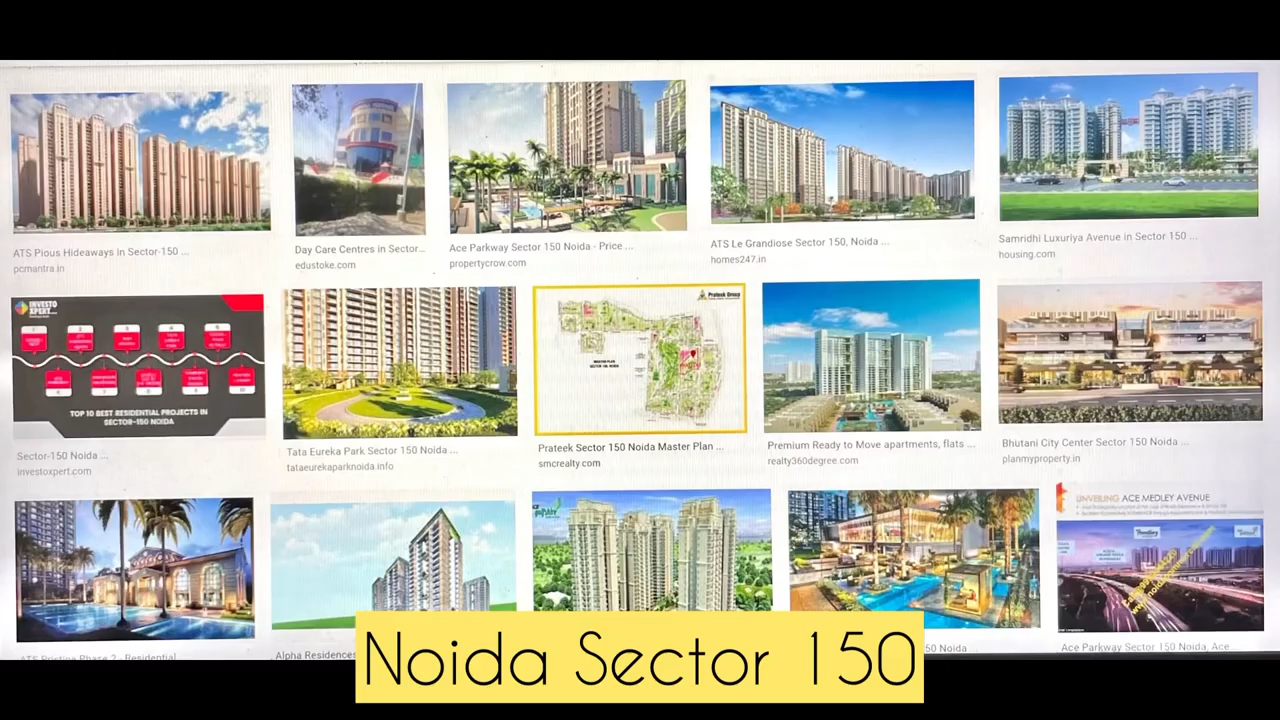 ATS Pious Hideaways in Sector-150 ...
pcmantra.in
Day Care Centres in Sector...
edustoke.com
Ace Parkway Sector 150 Noida - Price ...
propertycrow.com
ATS Le Grandiose Sector 150, Noida ...
homes247.in
Samridhi Luxuriya Avenue in Sector 150 ...
housing.com
INVESTO
XPERT
TOP 10 BEST RESIDENTIAL PROJECTS IN
SECTOR-150 NOIDA
Sector-150 Noida ...
investoxpert.com
Tata Eureka Park Sector 150 Noida ...
tataeurekaparknoida.info
Prateek Group
MASTER PLAN
SECTOR-150, NOIDA
Prateek Sector 150 Noida Master Plan ...
smcrealty.com
Premium Ready to Move apartments, flats ...
realty360degree.com
Bhutani City Center Sector 150 Noida ...
planmyproperty.in
ATS Pristine Phase 2 - Residential
Alpha Residences
50 Noida ...
UNVEILING ACE MEDLEY AVENUE
Ace Parkway Sector 150 Noida, Ace ...
Noida Sector 150